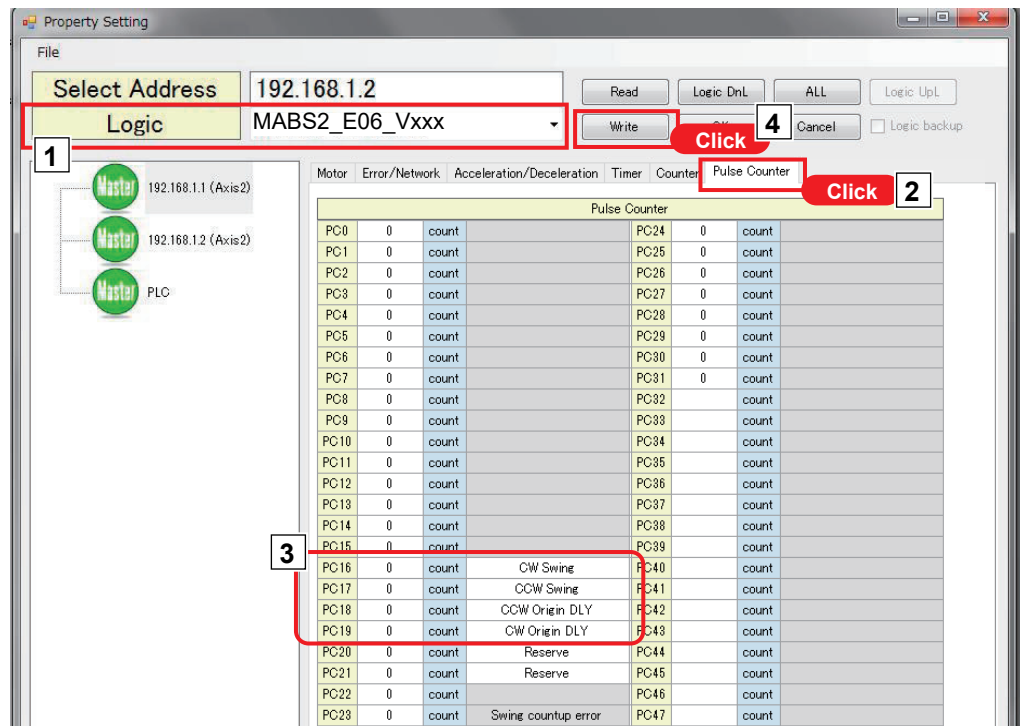 Property Setting
File
Select Address 192.168.1.2 Read Logic DnL ALL Logic UpL
Logic MABS2_E06_Vxxx Write Click 4 Cancel Logic backup
1
Master 192.168.1.1 (Axis2)
Master 192.168.1.2 (Axis2)
Master PLC
Motor Error/Network Acceleration/Deceleration Timer Counter Pulse Counter
Click 2
Pulse Counter
PC0 0 count PC24 0 count
PC1 0 count PC25 0 count
PC2 0 count PC26 0 count
PC3 0 count PC27 0 count
PC4 0 count PC28 0 count
PC5 0 count PC29 0 count
PC6 0 count PC30 0 count
PC7 0 count PC31 0 count
PC8 0 count PC32 count
PC9 0 count PC33 count
PC10 0 count PC34 count
PC11 0 count PC35 count
PC12 0 count PC36 count
PC13 0 count PC37 count
PC14 0 count PC38 count
PC15 0 count PC39 count
3
PC16 0 count CW Swing PC40 count
PC17 0 count CCW Swing PC41 count
PC18 0 count CCW Origin DLY PC42 count
PC19 0 count CW Origin DLY PC43 count
PC20 0 count Reserve PC44 count
PC21 0 count Reserve PC45 count
PC22 0 count PC46 count
PC23 0 count Swing countup error PC47 count